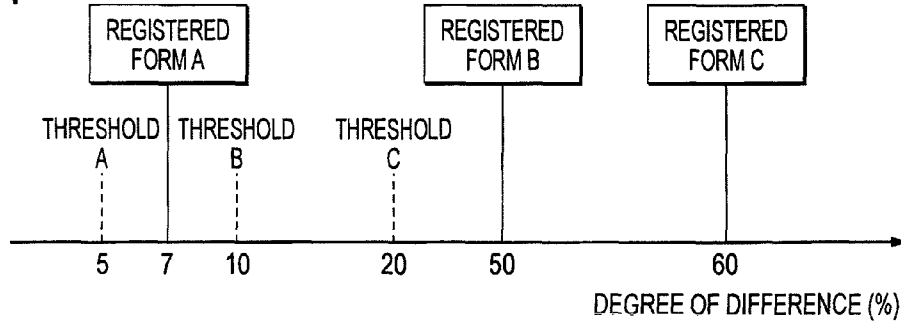 REGISTERED
FORM A
REGISTERED
FORM B
REGISTERED
FORM C
THRESHOLD
A
THRESHOLD
B
THRESHOLD
C
5 7 10 20 50 60
DEGREE OF DIFFERENCE (%)